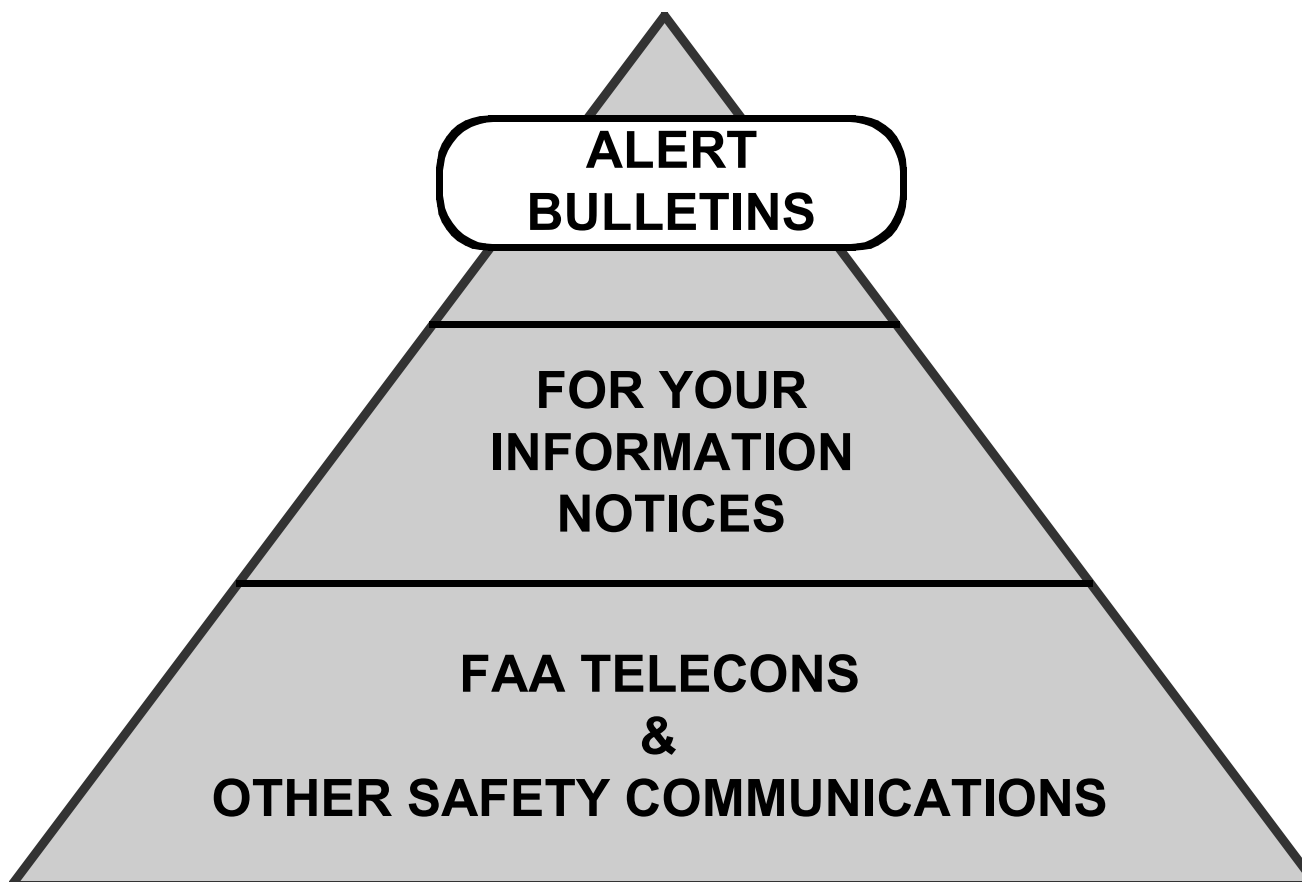 ALERT
BULLETINS
FOR YOUR
INFORMATION
NOTICES
FAA TELECONS
&
OTHER SAFETY COMMUNICATIONS